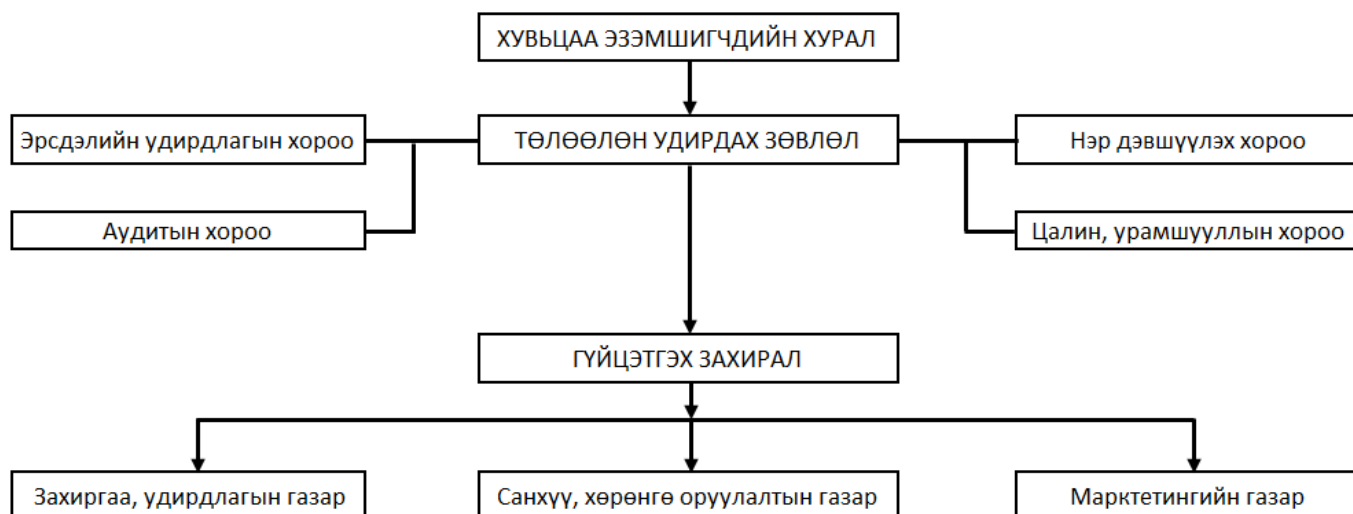 ХУВЬЦАА ЭЗЭМШИГЧДИЙН ХУРАЛ
Эрсдэлийн удирдлагын хороо
ТӨЛӨӨЛӨН УДИРДАХ ЗӨВЛӨЛ
Нэр дэвшүүлэх хороо
Аудитын хороо
Цалин, урамшууллын хороо
ГҮЙЦЭТГЭХ ЗАХИРАЛ
Захиргаа, удирдлагын газар
Санхүү, хөрөнгө оруулалтын газар
Марктетингийн газар